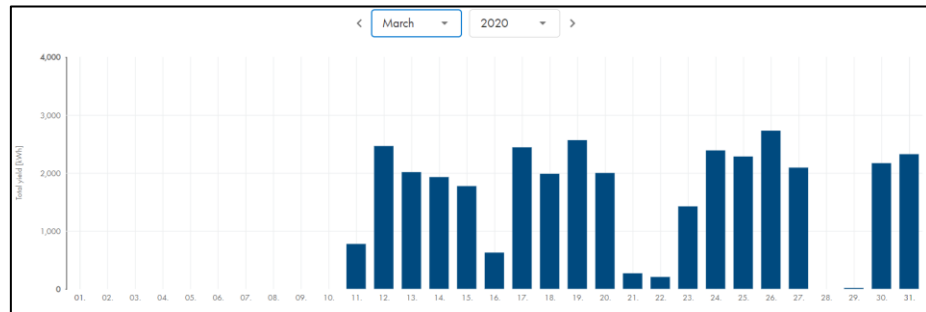 < March 2020 >
4,000
3,000
2,000
1,000
0
Total yield [kWh]
01. 02. 03. 04. 05. 06. 07. 08. 09. 10. 11. 12. 13. 14. 15. 16. 17. 18. 19. 20. 21. 22. 23. 24. 25. 26. 27. 28. 29. 30. 31.